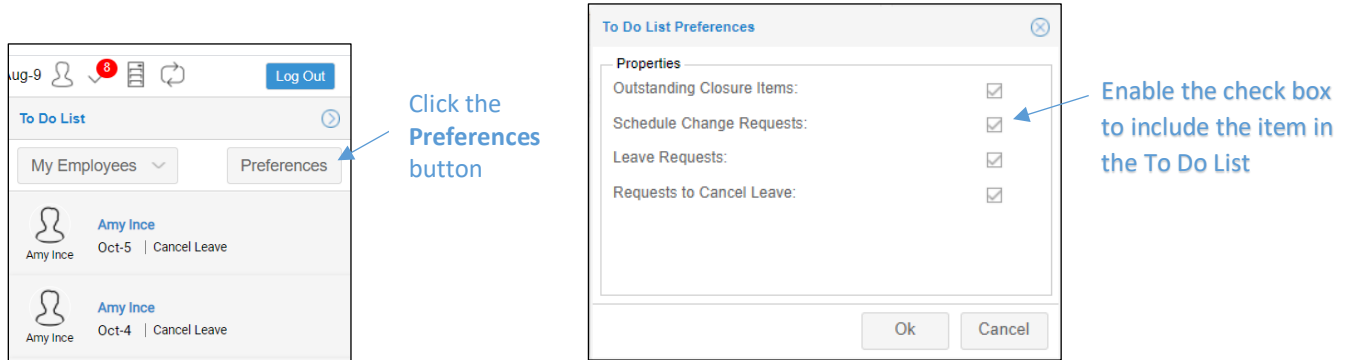 ug-9
8
Log Out
To Do List
My Employees
Preferences
Amy Ince
Amy Ince
Oct-5 | Cancel Leave
Amy Ince
Amy Ince
Oct-4 | Cancel Leave
Click the
Preferences
button
To Do List Preferences
Properties
Outstanding Closure Items:
Schedule Change Requests:
Leave Requests:
Requests to Cancel Leave:
Ok
Cancel
Enable the check box
to include the item in
the To Do List